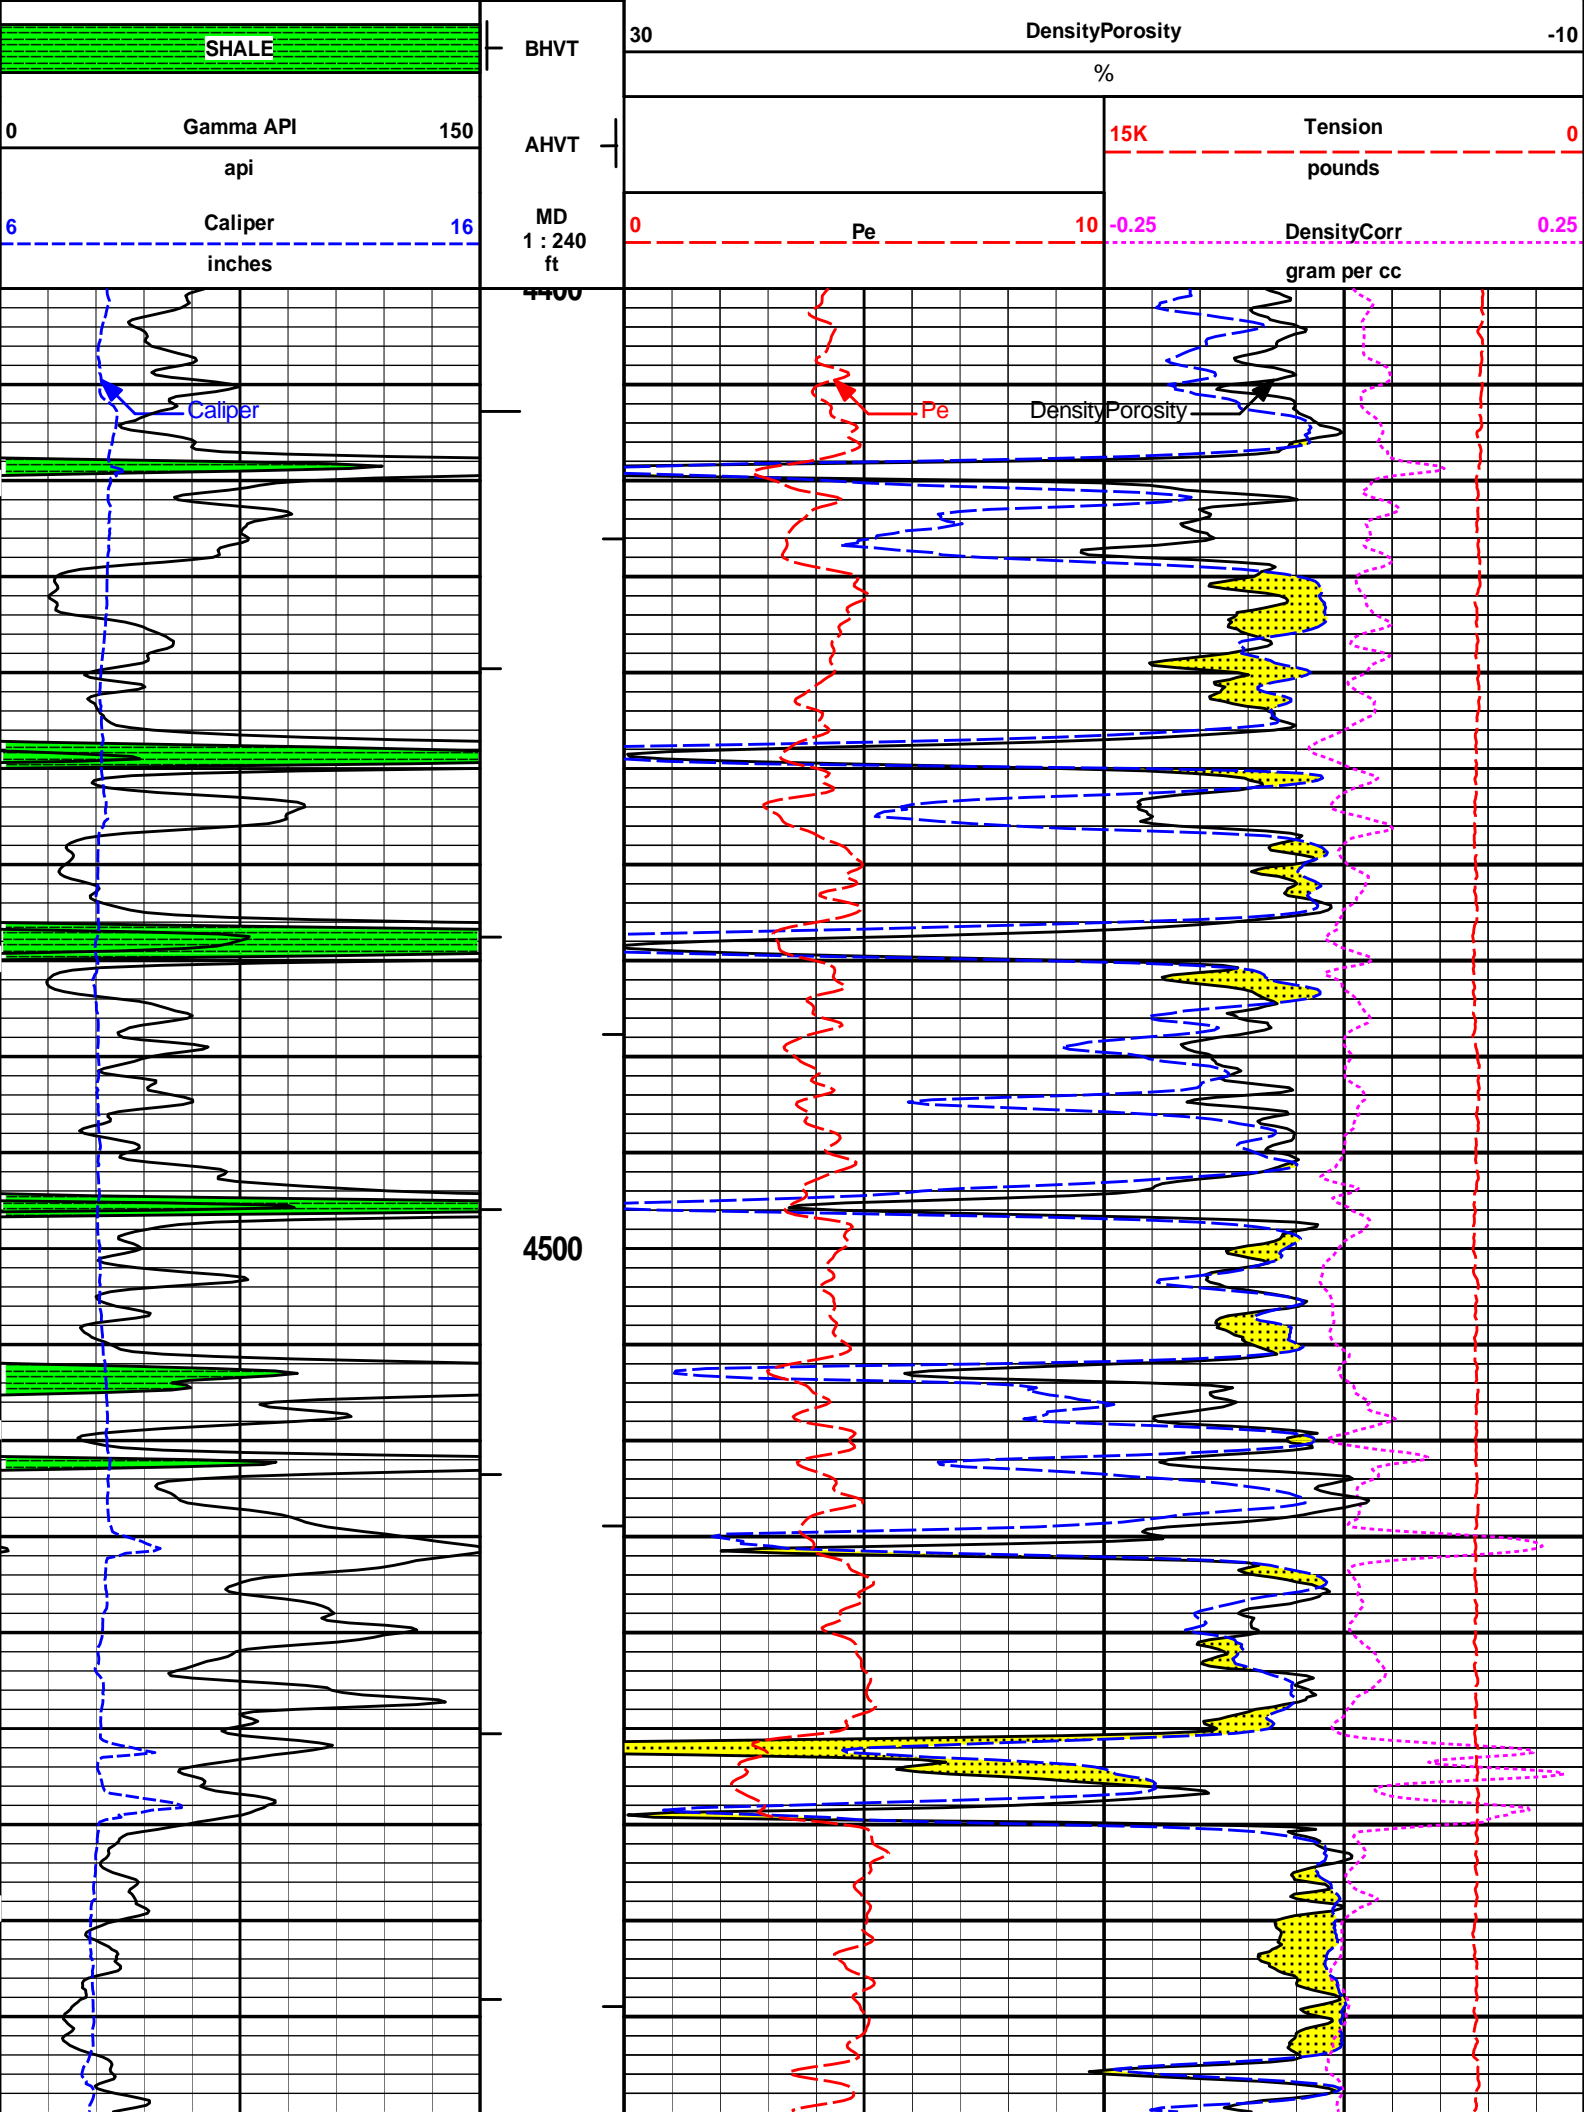 SHALE
BHVT
30 DensityPorosity -10
%
0 Gamma API 150
api
AHVT
15K Tension 0
pounds
6 Caliper 16
inches
MD
1 : 240
ft
0 Pe 10
-0.25 DensityCorr 0.25
gram per cc
4400
Caliper
Pe
DensityPorosity
4500